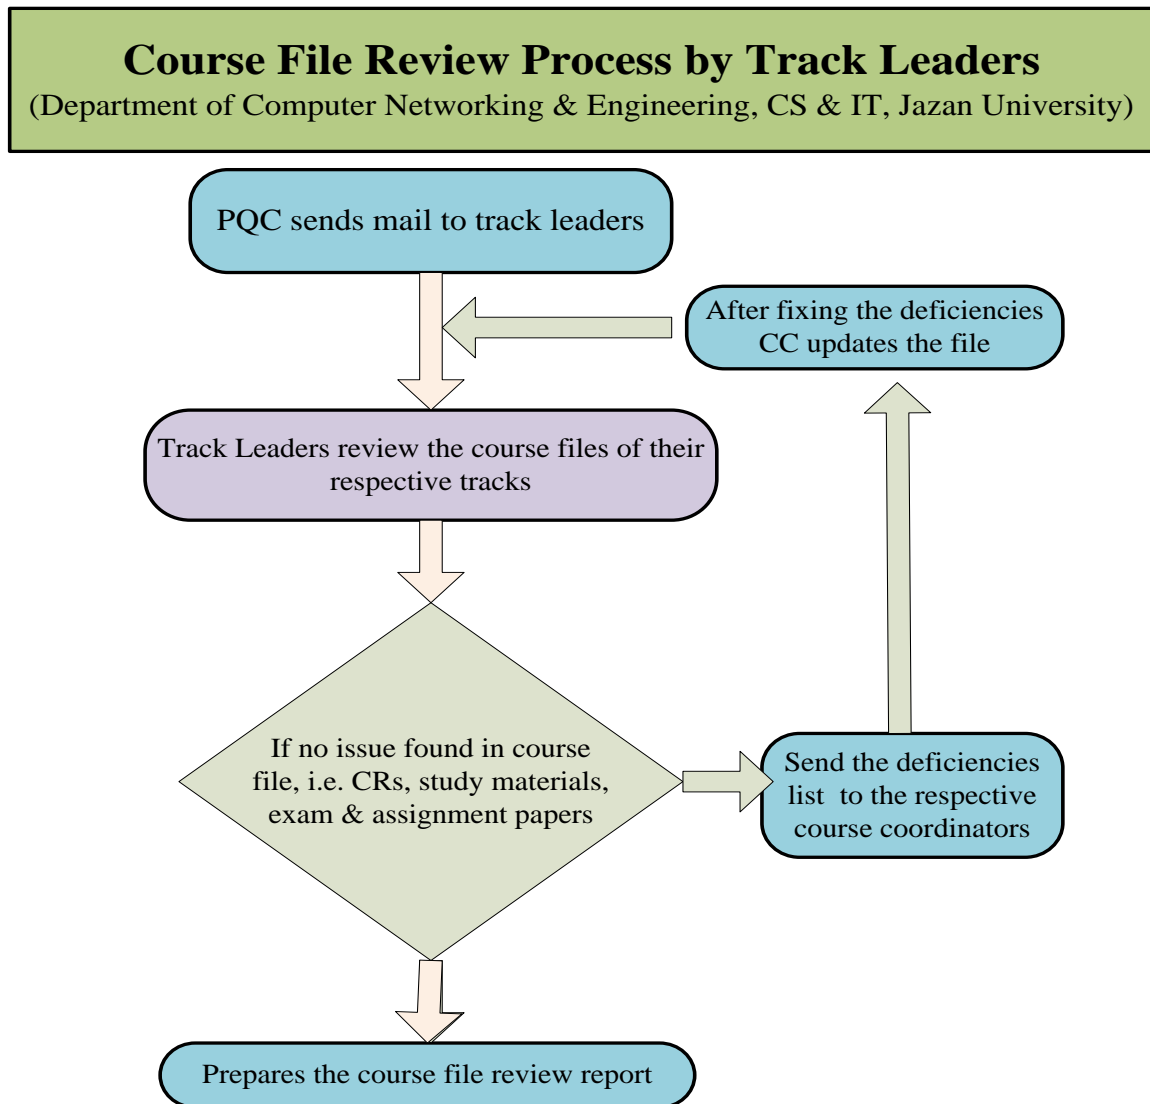 Course File Review Process by Track Leaders
(Department of Computer Networking & Engineering, CS & IT, Jazan University)
PQC sends mail to track leaders
After fixing the deficiencies
CC updates the file
Track Leaders review the course files of their
respective tracks
If no issue found in course
file, i.e. CRs, study materials,
exam & assignment papers
Send the deficiencies
list to the respective
course coordinators
Prepares the course file review report